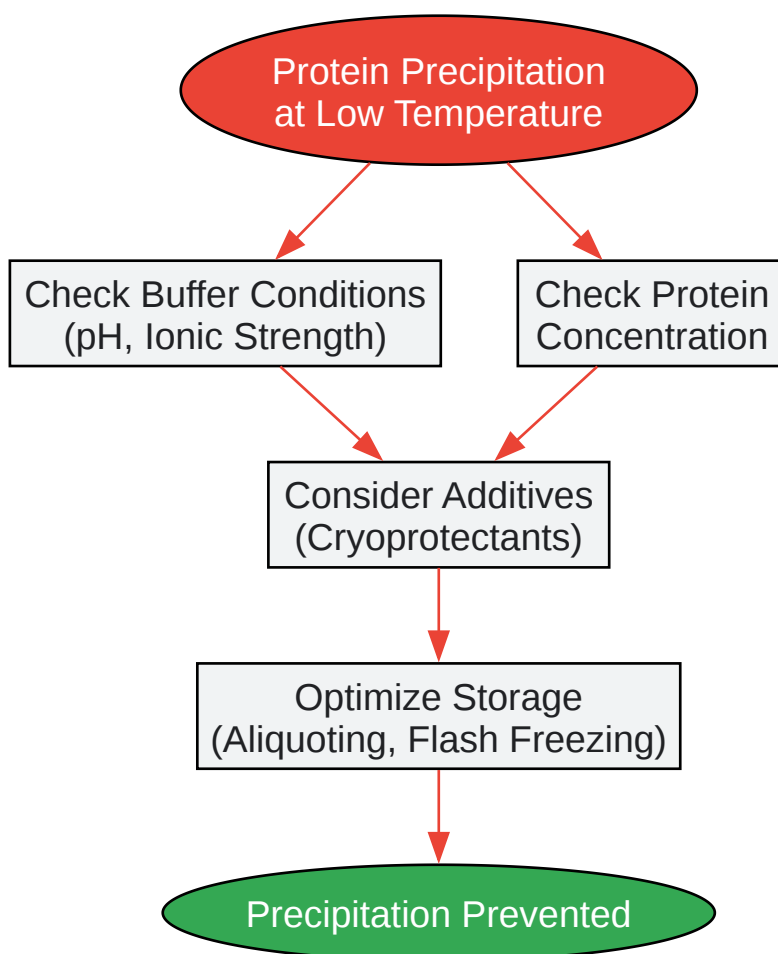 Protein Precipitation
at Low Temperature
Check Buffer Conditions
(pH, Ionic Strength)
Check Protein
Concentration
Consider Additives
(Cryoprotectants)
Optimize Storage
(Aliquoting, Flash Freezing)
Precipitation Prevented